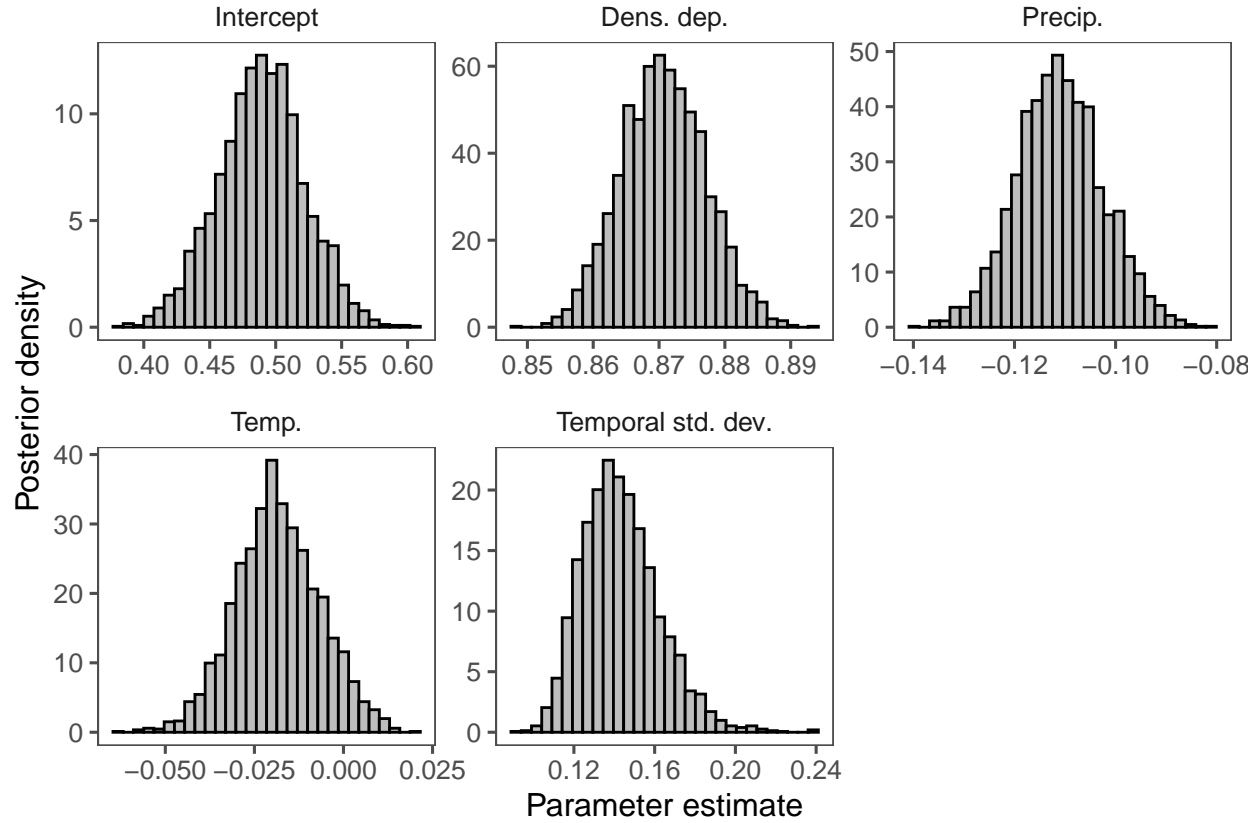 Intercept
Dens. dep.
Precip.
10
5
0
60
40
20
0
50
40
30
20
10
0
0.40 0.45 0.50 0.55 0.60
0.85 0.86 0.87 0.88 0.89
−0.14 −0.12 −0.10 −0.08
Posterior density
Temp.
Temporal std. dev.
40
30
20
10
0
20
15
10
5
0
−0.050 −0.025 0.000 0.025
0.12 0.16 0.20 0.24
Parameter estimate